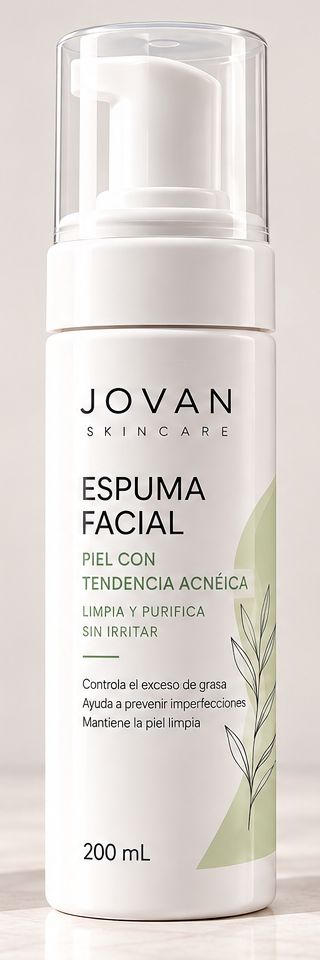 JOVAN
SKINCARE
ESPUMA
FACIAL
PIEL CON
TENDENCIA ACNÉICA
LIMPIA Y PURIFICA
SIN IRRITAR
Controla el exceso de grasa
Ayuda a prevenir imperfecciones
Mantiene la piel limpia
200 mL